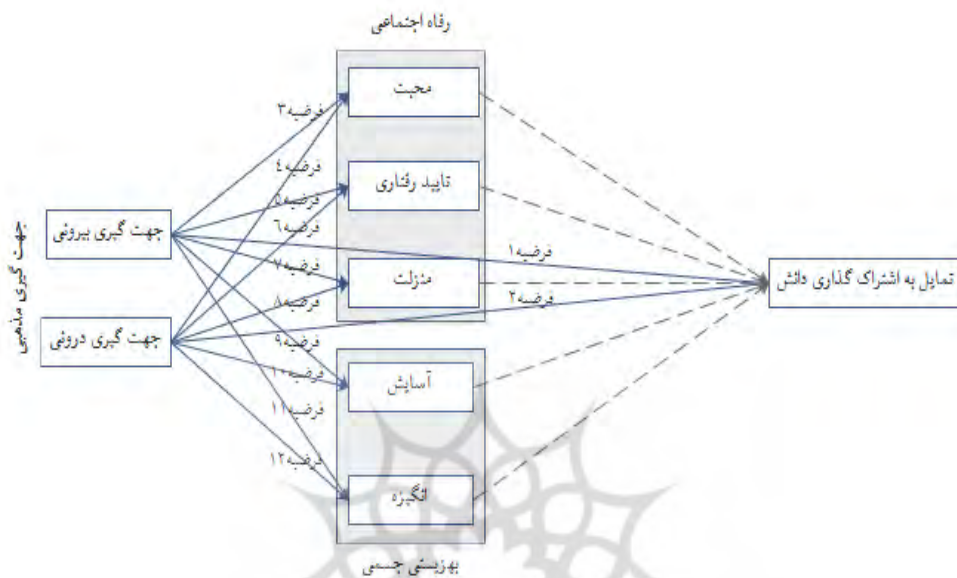 رفاه اجتماعی
محبت
تایید رفتاری
منزلت
آسایش
انگیزه
بهزیستی جسمی
جهت گیری مذهبی
جهت گیری بیرونی
جهت گیری درونی
فرضیه۳
فرضیه٤
فرضیه۵
فرضیه۶
فرضیه۷
فرضیه۸
فرضیه۹
فرضیه۱۰
فرضیه۱۱
فرضیه۱۲
فرضیه۱
فرضیه۲
تمایل به اشتراک گذاری دانش